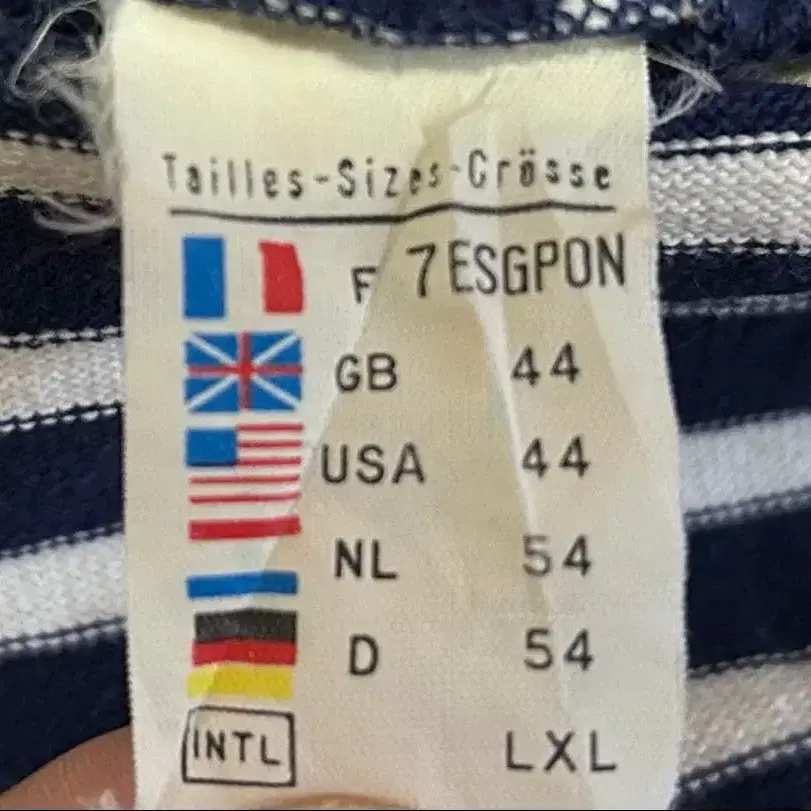 Tailles-Sizes-Grösse
F 7ESGPON
GB 44
USA 44
NL 54
D 54
INTL LXL